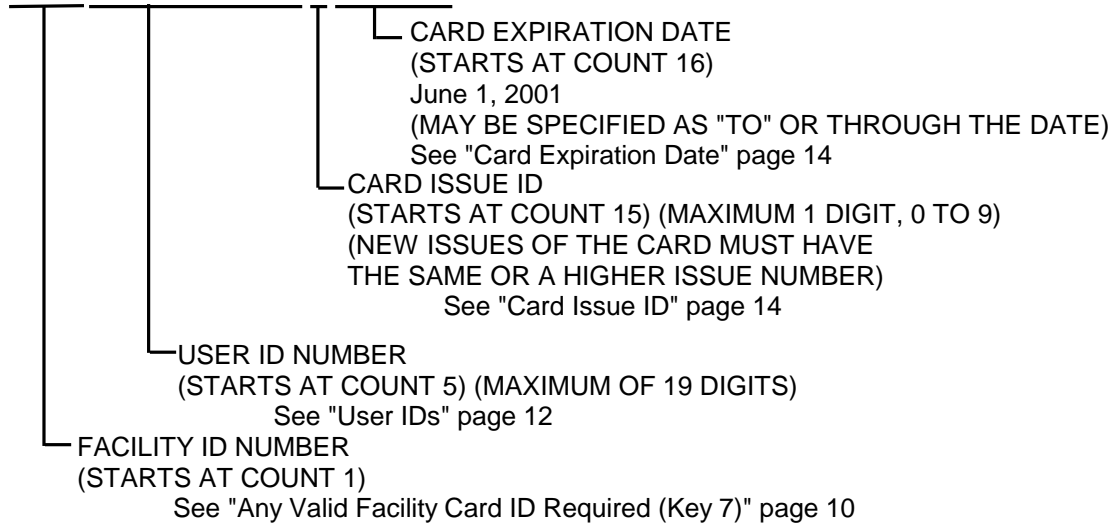 CARD EXPIRATION DATE
(STARTS AT COUNT 16)
June 1, 2001
(MAY BE SPECIFIED AS "TO" OR THROUGH THE DATE)
See "Card Expiration Date" page 14
CARD ISSUE ID
(STARTS AT COUNT 15) (MAXIMUM 1 DIGIT, 0 TO 9)
(NEW ISSUES OF THE CARD MUST HAVE
THE SAME OR A HIGHER ISSUE NUMBER)
See "Card Issue ID" page 14
USER ID NUMBER
(STARTS AT COUNT 5) (MAXIMUM OF 19 DIGITS)
See "User IDs" page 12
FACILITY ID NUMBER
(STARTS AT COUNT 1)
See "Any Valid Facility Card ID Required (Key 7)" page 10